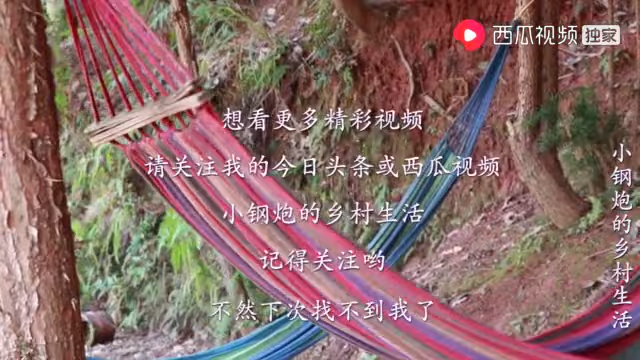 西瓜视频 独家
想看更多精彩视频
请关注我的今日头条或西瓜视频
小钢炮的乡村生活
记得关注哟
不然下次找不到我了
小钢炮的乡村生活